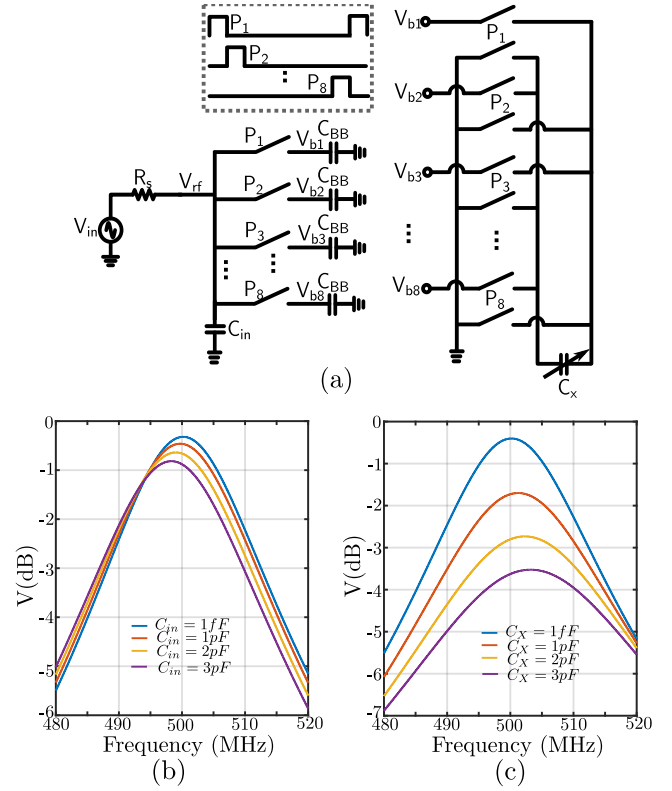 P1
P2
P8
P1
P2
P3
P8
Vb1
Vb2
Vb3
Vb8
CBB
CBB
CBB
CBB
Rs
Vrf
Vin
Cin
Vb1
P1
Vb2
P2
Vb3
P3
Vb8
P8
Cx
(a)
0
-1
-2
-3
-4
-5
-6
V(dB)
Cin = 1fF
Cin = 1pF
Cin = 2pF
Cin = 3pF
480 490 500 510 520
Frequency (MHz)
(b)
0
-1
-2
-3
-4
-5
-6
-7
V(dB)
CX = 1fF
CX = 1pF
CX = 2pF
CX = 3pF
480 490 500 510 520
Frequency (MHz)
(c)